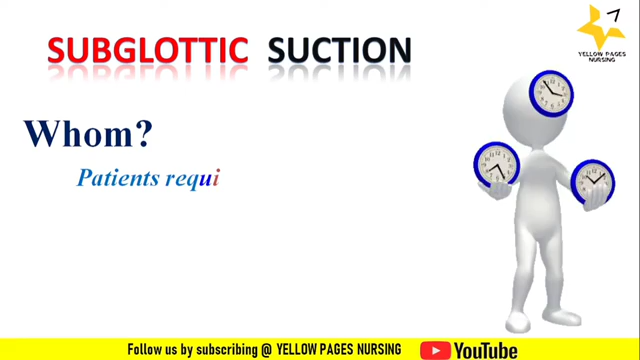 SUBGLOTTIC SUCTION
YELLOW PAGES
NURSING
Whom?
Patients requi
Follow us by subscribing @ YELLOW PAGES NURSING YouTube